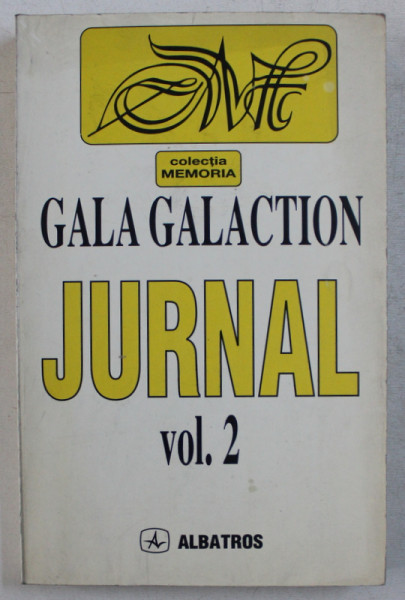 colecția
MEMORIA
GALA GALACTION
JURNAL
vol. 2
ALBATROS